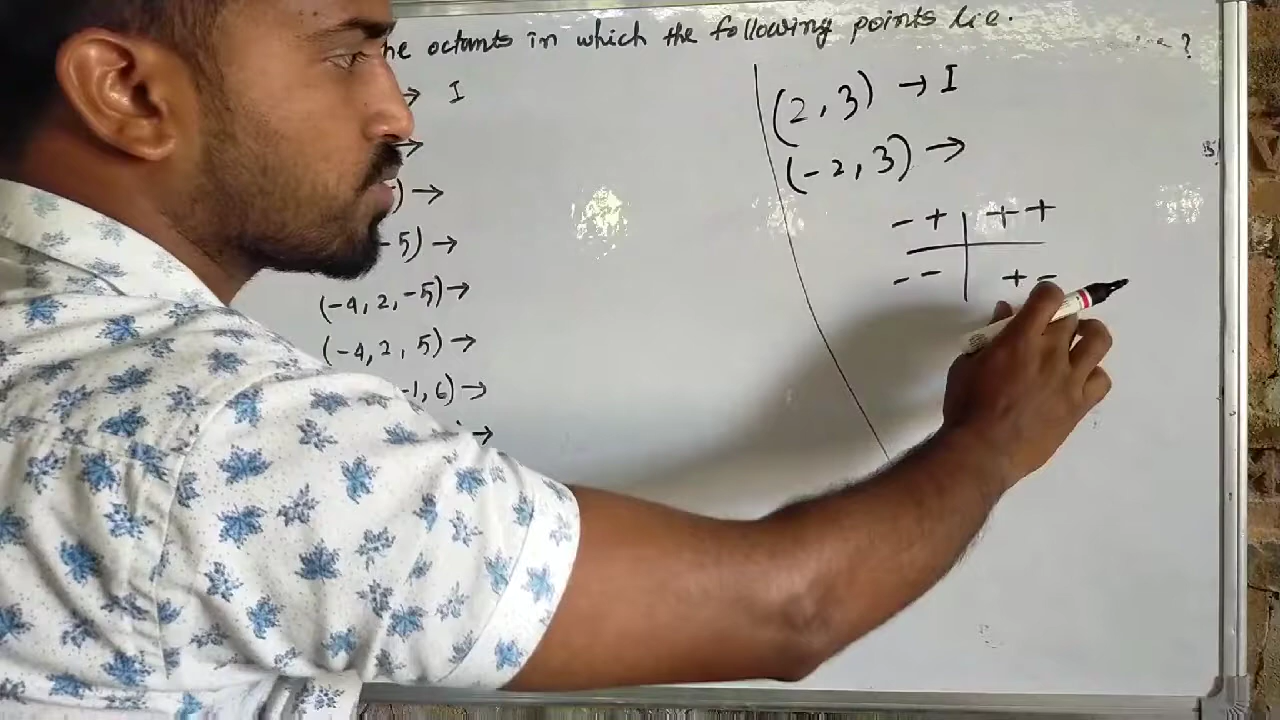 he octants in which the following points lie.
?
→ I
→
) →
-5) →
(-4, 2, -5) →
(-4, 2, 5) →
-1, 6) →
→
(2, 3) → I
(-2, 3) →
- + | + +
- - | + -